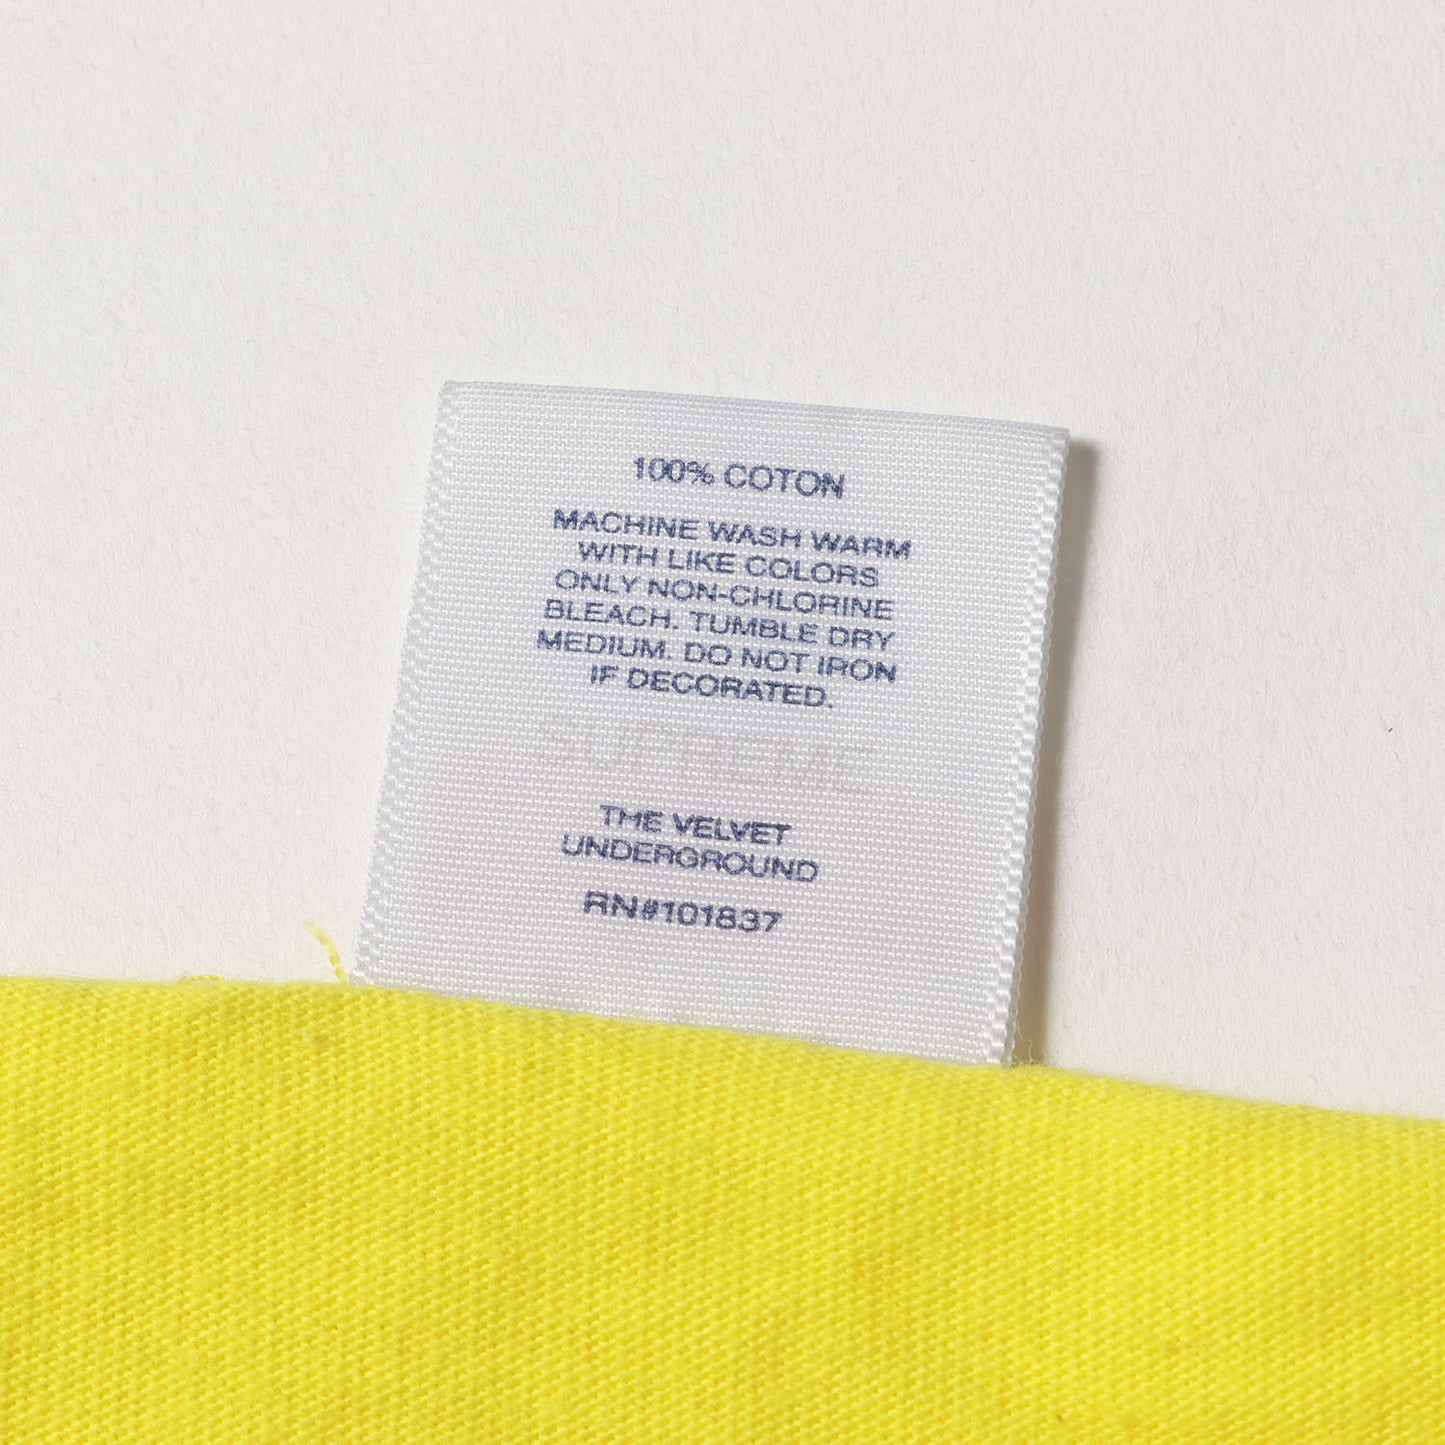 100% COTON
MACHINE WASH WARM
WITH LIKE COLORS
ONLY NON-CHLORINE
BLEACH. TUMBLE DRY
MEDIUM. DO NOT IRON
IF DECORATED.
SUPREME
THE VELVET
UNDERGROUND
RN#101837